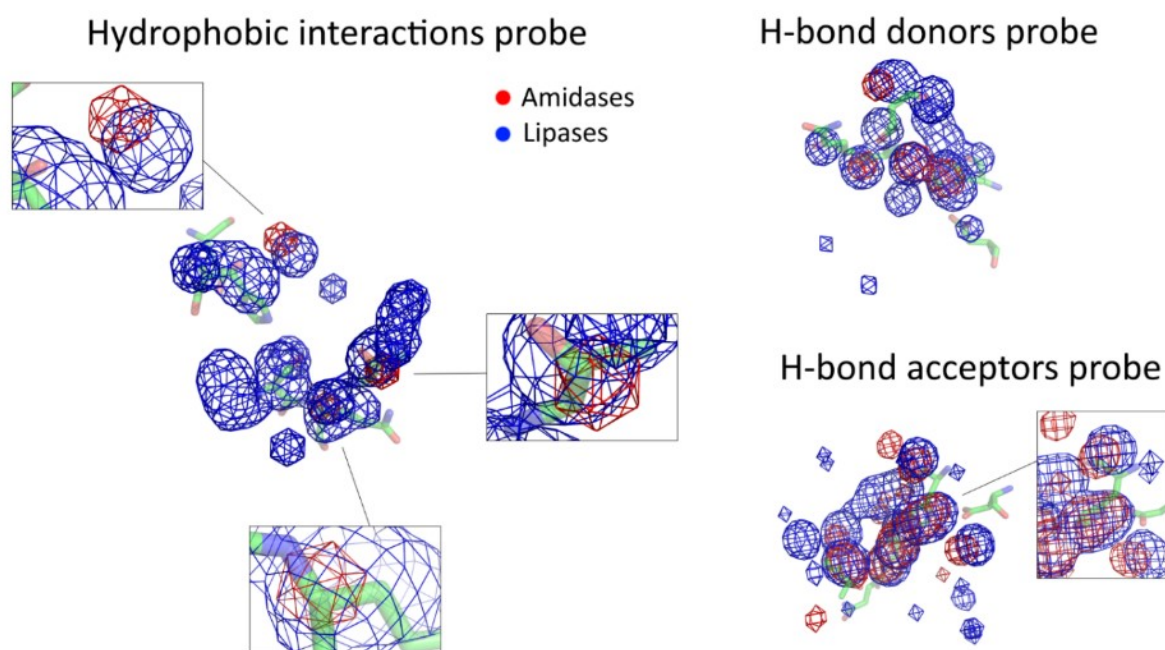 Hydrophobic interactions probe
Amidases
Lipases
H-bond donors probe
H-bond acceptors probe